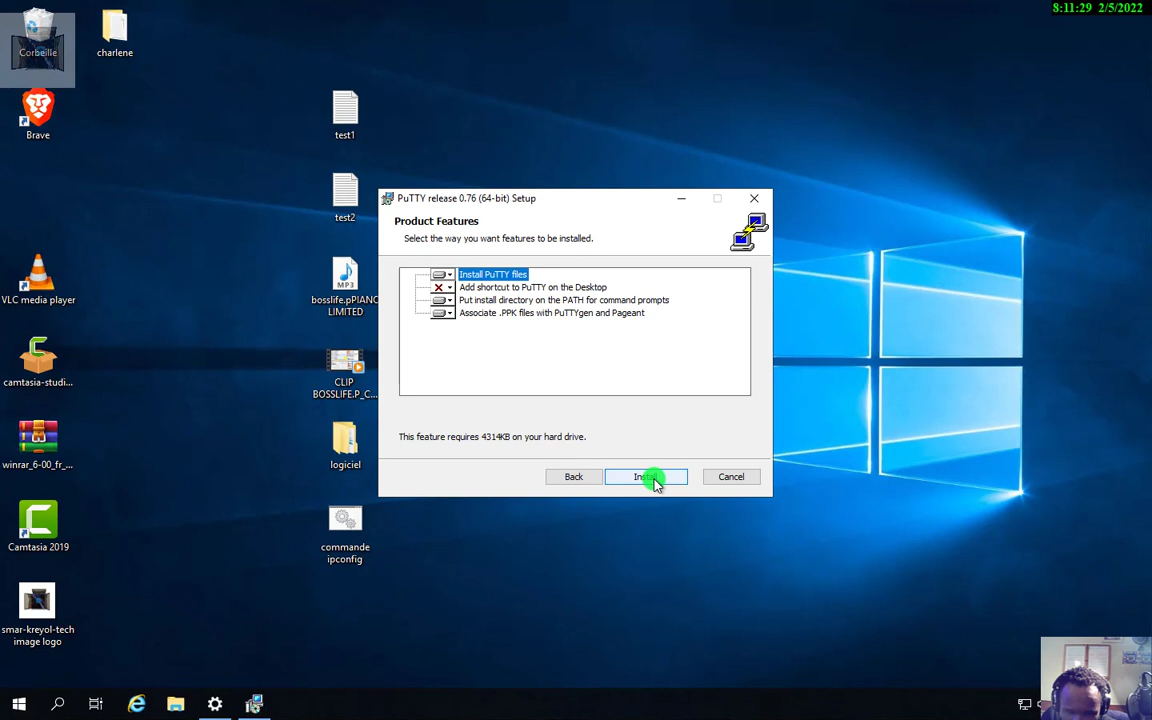 8:11:29 2/5/2022
Corbeille
charlene
Brave
test1
test2
VLC media player
bosslife.pPIANO
LIMITED
camtasia-studi...
CLIP
BOSSLIFE.P_C...
winrar_6-00_fr_...
logiciel
Camtasia 2019
commande
ipconfig
smar-kreyol-tech
image logo
PuTTY release 0.76 (64-bit) Setup
Product Features
Select the way you want features to be installed.
Install PuTTY files
Add shortcut to PuTTY on the Desktop
Put install directory on the PATH for command prompts
Associate .PPK files with PuTTYgen and Pageant
This feature requires 4314KB on your hard drive.
Back
Install
Cancel